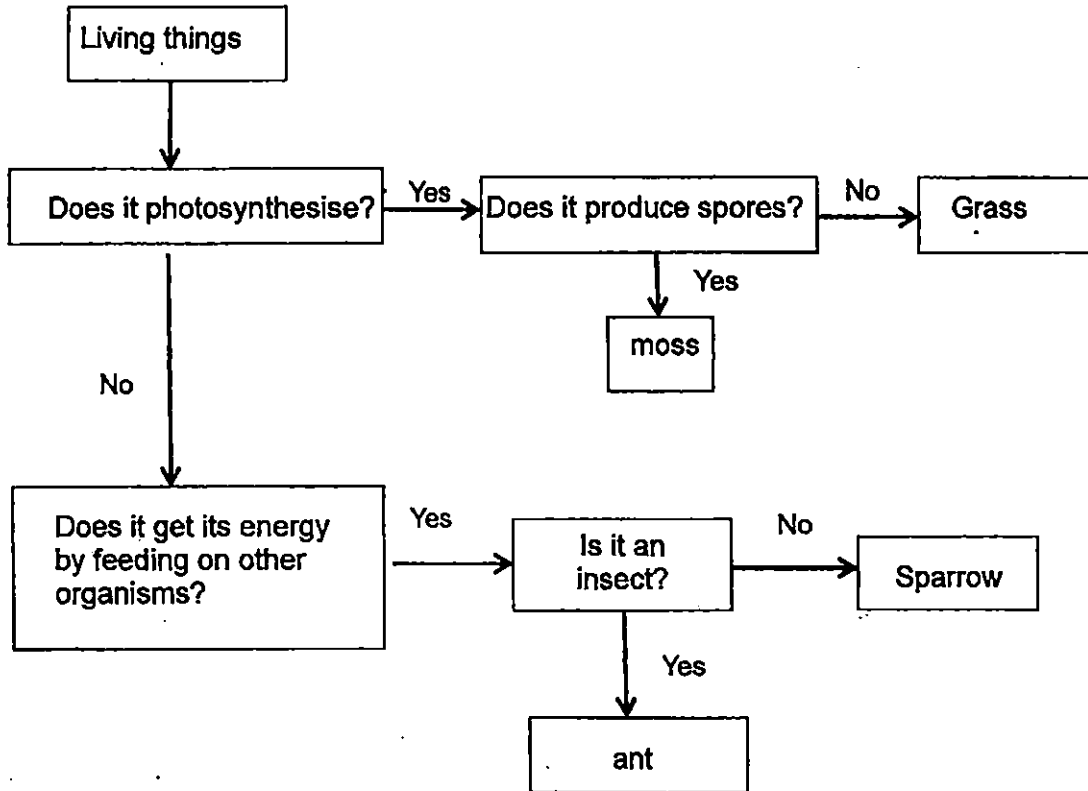 Living things
Does it photosynthesise?
Yes
Does it produce spores?
No
Grass
Yes
moss
No
Does it get its energy
by feeding on other
organisms?
Yes
Is it an
insect?
No
Sparrow
Yes
ant